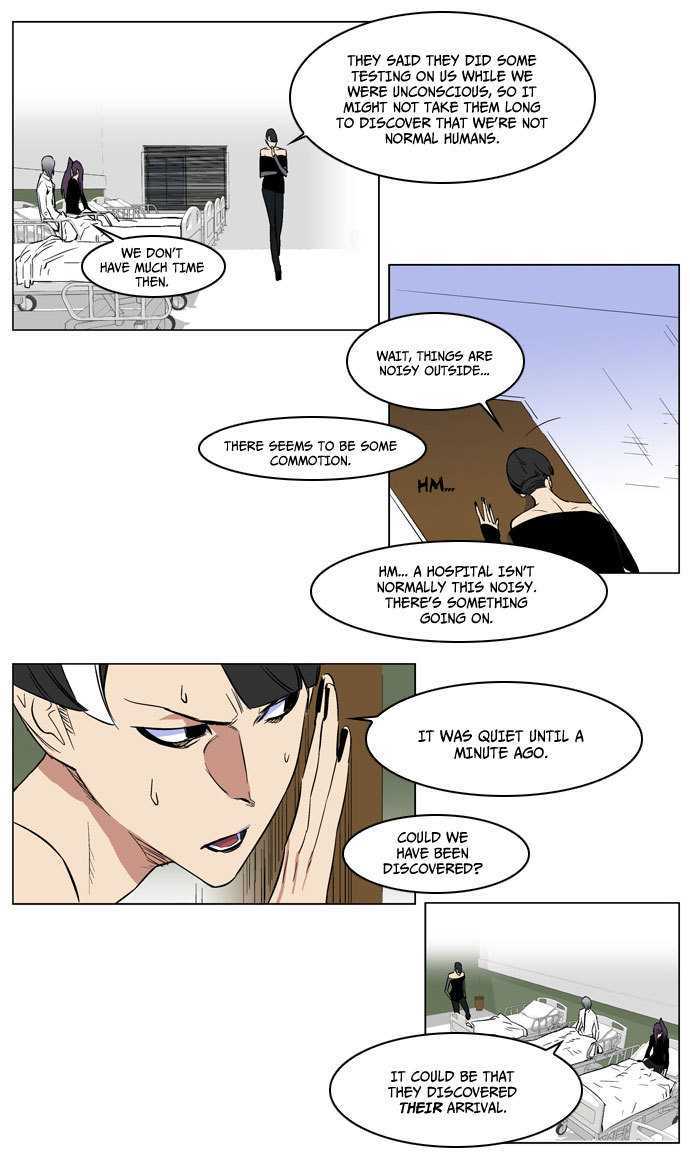 THEY SAID THEY DID SOME
TESTING ON US WHILE WE
WERE UNCONSCIOUS, SO IT
MIGHT NOT TAKE THEM LONG
TO DISCOVER THAT WE'RE NOT
NORMAL HUMANS.
WE DON'T
HAVE MUCH TIME
THEN.
WAIT, THINGS ARE
NOISY OUTSIDE...
THERE SEEMS TO BE SOME
COMMOTION.
HM...
HM... A HOSPITAL ISN'T
NORMALLY THIS NOISY.
THERE'S SOMETHING
GOING ON.
IT WAS QUIET UNTIL A
MINUTE AGO.
COULD WE
HAVE BEEN
DISCOVERED?
IT COULD BE THAT
THEY DISCOVERED
THEIR ARRIVAL.